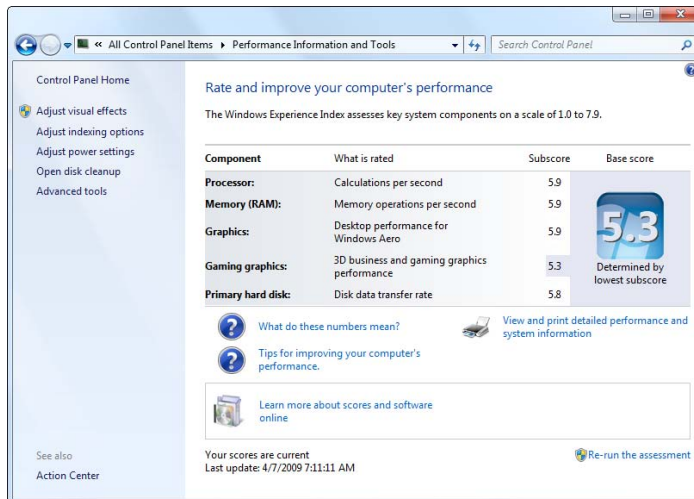 « All Control Panel Items ▸ Performance Information and Tools
Search Control Panel
Control Panel Home
Adjust visual effects
Adjust indexing options
Adjust power settings
Open disk cleanup
Advanced tools
See also
Action Center
Rate and improve your computer's performance
The Windows Experience Index assesses key system components on a scale of 1.0 to 7.9.
Component What is rated Subscore Base score
Processor: Calculations per second 5.9
Memory (RAM): Memory operations per second 5.9
Graphics: Desktop performance for
Windows Aero 5.9
Gaming graphics: 3D business and gaming graphics
performance 5.3
Primary hard disk: Disk data transfer rate 5.8
5.3
Determined by
lowest subscore
What do these numbers mean?
Tips for improving your computer's
performance.
View and print detailed performance and
system information
Learn more about scores and software
online
Your scores are current
Last update: 4/7/2009 7:11:11 AM
Re-run the assessment